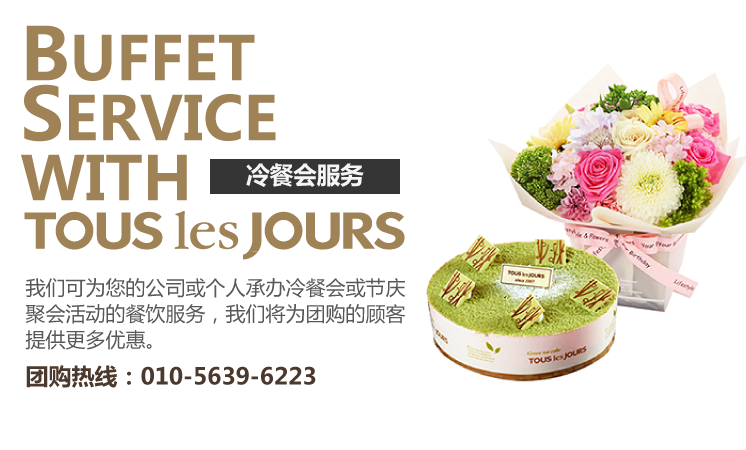 BUFFET
SERVICE
WITH
冷餐会服务
TOUS les JOURS
我们可为您的公司或个人承办冷餐会或节庆
聚会活动的餐饮服务，我们将为团购的顾客
提供更多优惠。
团购热线：010-5639-6223
TOUS les JOURS
TOUS les JOURS